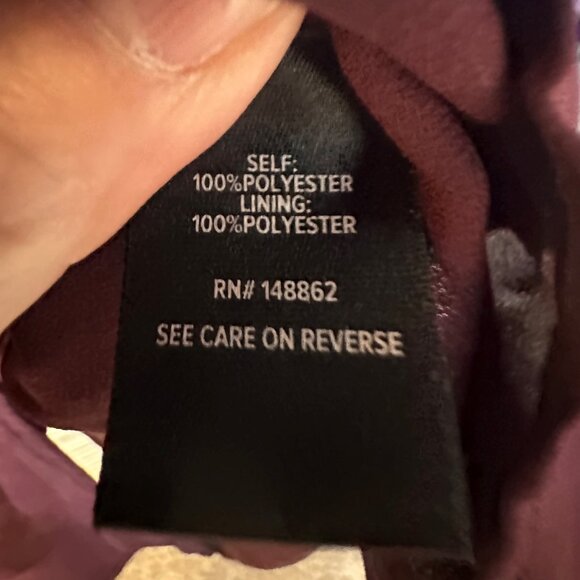 SELF:
100%POLYESTER
LINING:
100%POLYESTER
RN# 148862
SEE CARE ON REVERSE